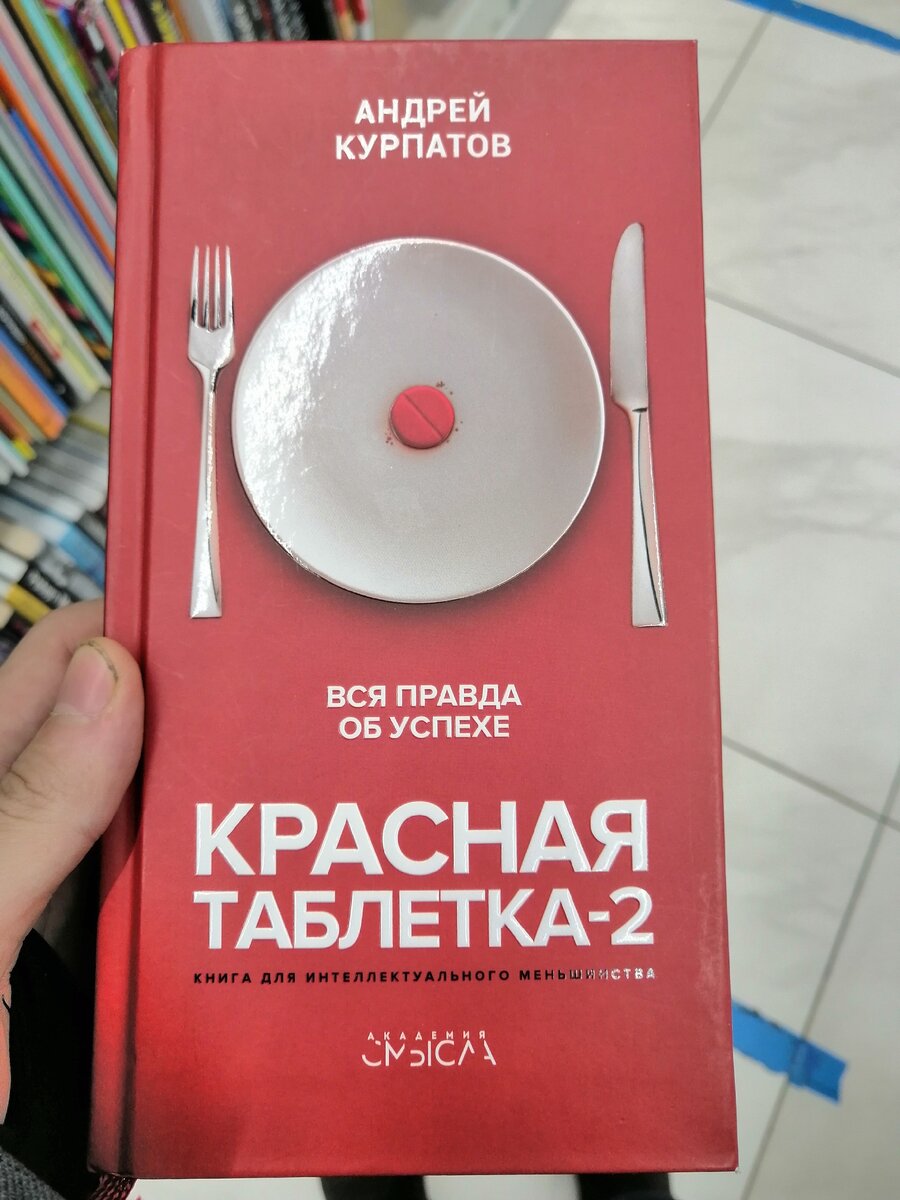 АНДРЕЙ
КУРПАТОВ
ВСЯ ПРАВДА
ОБ УСПЕХЕ
КРАСНАЯ
ТАБЛЕТКА-2
КНИГА ДЛЯ ИНТЕЛЛЕКТУАЛЬНОГО МЕНЬШИНСТВА
АКАДЕМИЯ
СМЫСЛА